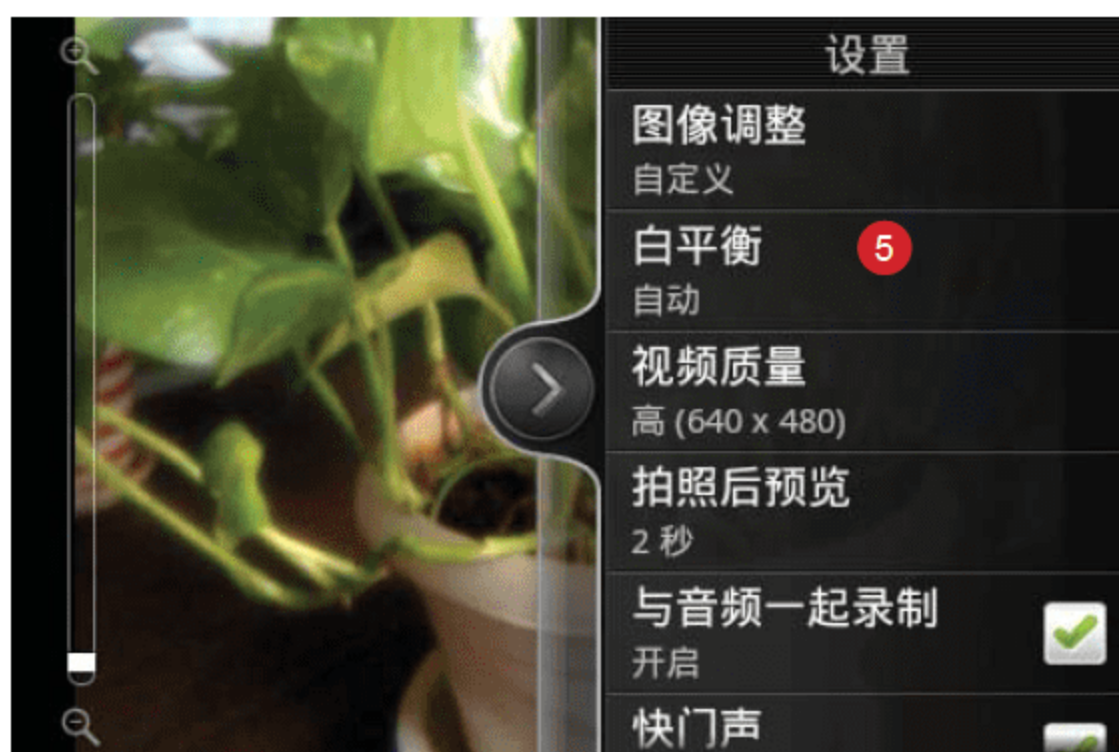 设置
图像调整
自定义
白平衡
5
自动
视频质量
高 (640 x 480)
拍照后预览
2 秒
与音频一起录制
开启
快门声